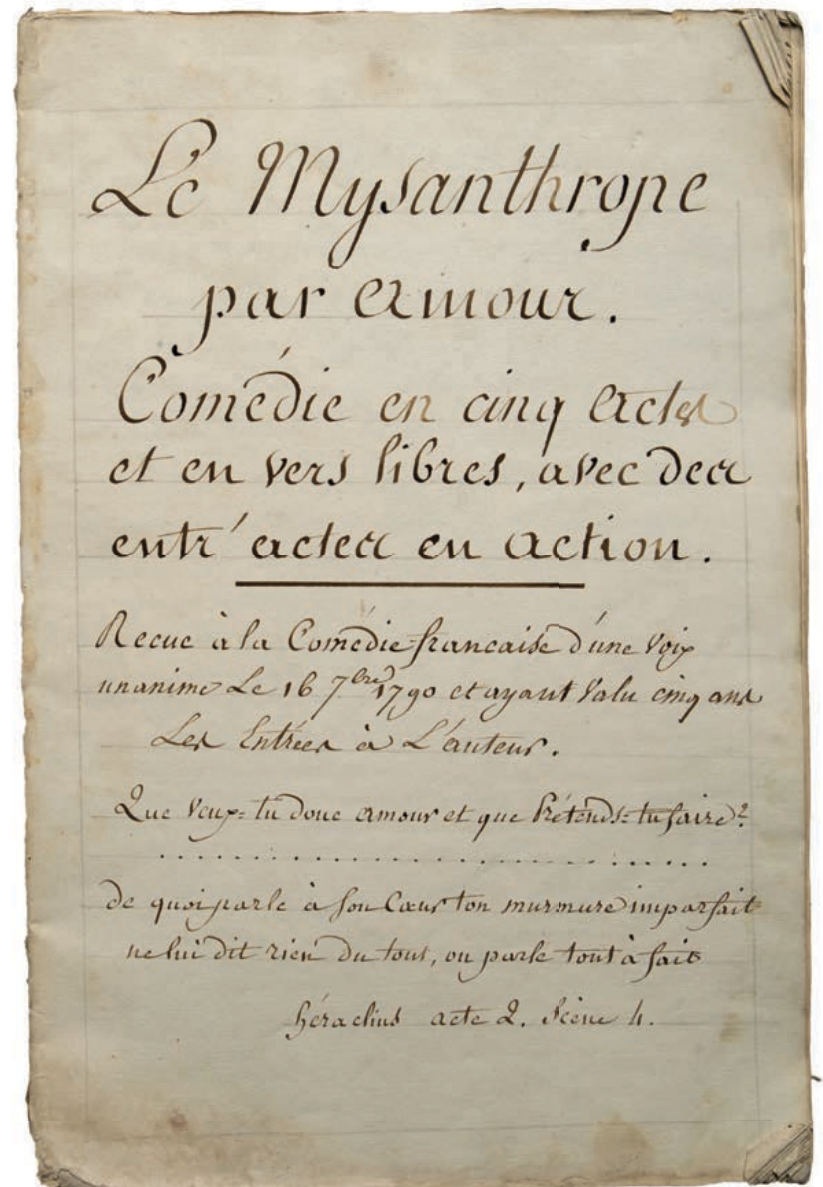 Le Mysanthrope
par amour.
Comédie en cinq actes
et en vers libres, avec des
entr'actes en action.
Recue à la Comédie francaise d'une voix
unanime Le 16 7bre 1790 et ayant valu cinq ans
Les Entrées à L'auteur.
Que veux-tu donc amour et que Prétends-tu faire?
. . . . . . . . . . . . . . . . . . . . . . . . . . . .
de quoi parle à son Cœur ton murmure imparfait
ne lui dit rien du tout, ou parle tout à fait
héraclius acte 2. Scène 4.